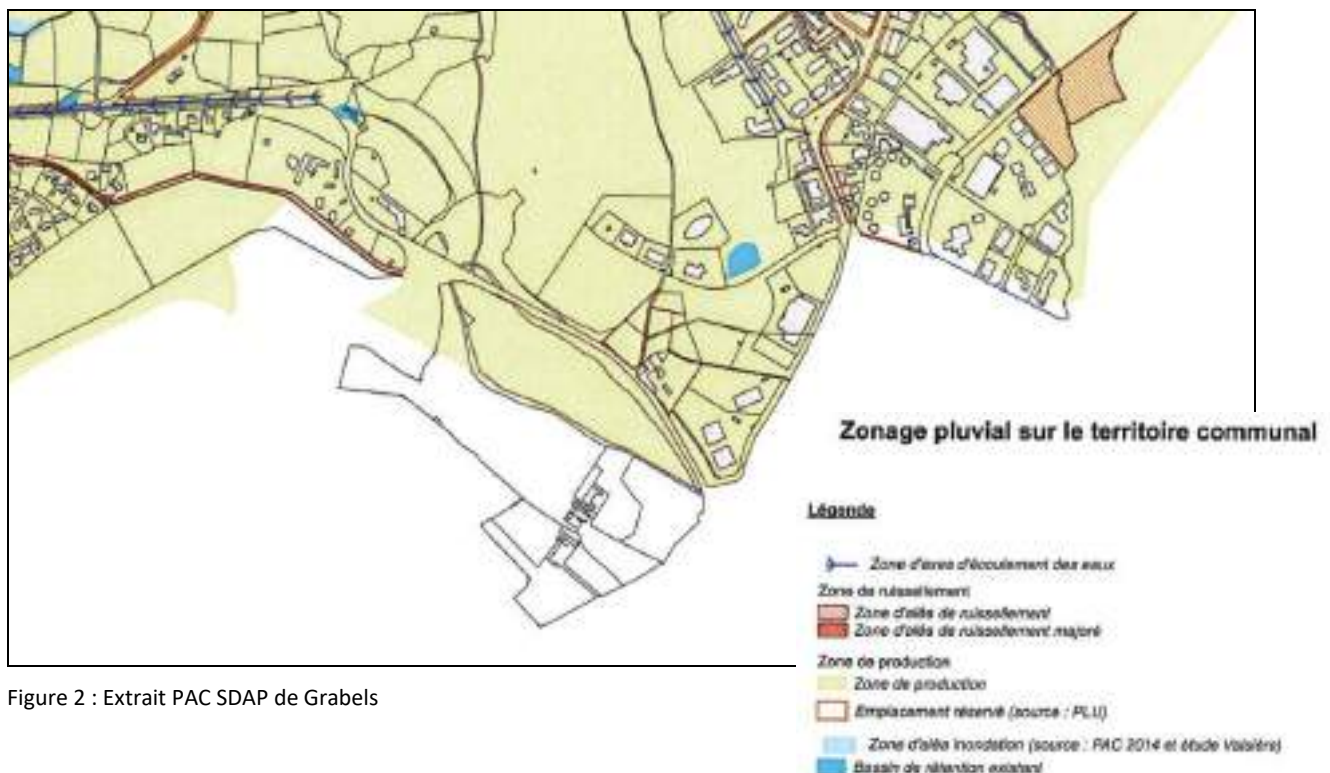 Zonage pluvial sur le territoire communal
Légende
Zone d'axes d'écoulement des eaux
Zone de ruissellement
Zone d'aléa de ruissellement
Zone d'aléa de ruissellement majoré
Zone de production
Zone de production
Emplacement réservé (source : PLU)
Zone d'aléa inondation (source : PAC 2014 et étude Valsière)
Bassin de rétention existant
Figure 2 : Extrait PAC SDAP de Grabels